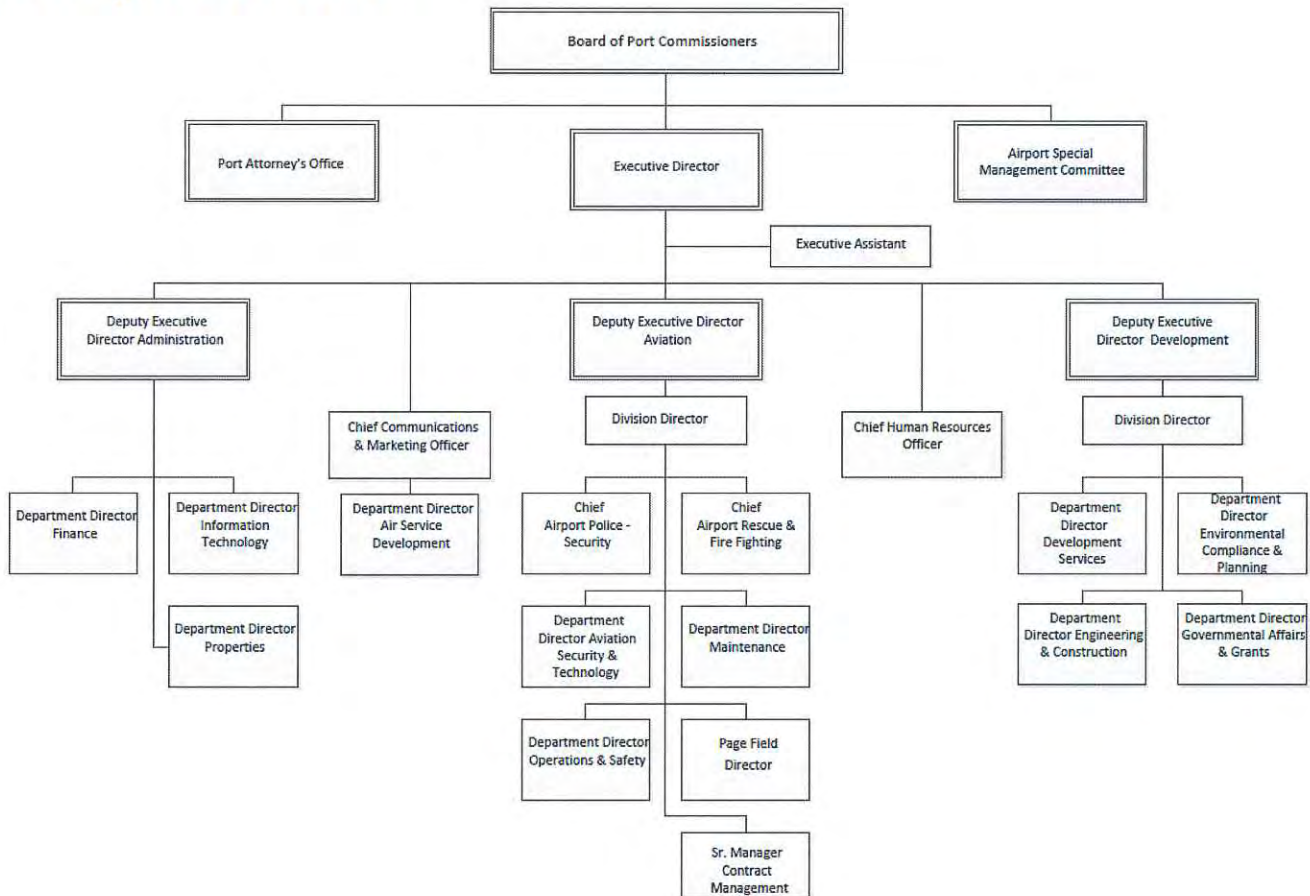 Board of Port Commissioners
Port Attorney's Office
Executive Director
Airport Special
Management Committee
Executive Assistant
Deputy Executive
Director Administration
Deputy Executive Director
Aviation
Deputy Executive
Director Development
Chief Communications
& Marketing Officer
Division Director
Chief Human Resources
Officer
Division Director
Department Director
Finance
Department Director
Information
Technology
Department Director
Air Service
Development
Chief
Airport Police -
Security
Chief
Airport Rescue &
Fire Fighting
Department
Director
Development
Services
Department
Director
Environmental
Compliance &
Planning
Department Director
Properties
Department
Director Aviation
Security &
Technology
Department Director
Maintenance
Department
Director Engineering
& Construction
Department Director
Governmental Affairs
& Grants
Department Director
Operations & Safety
Page Field
Director
Sr. Manager
Contract
Management